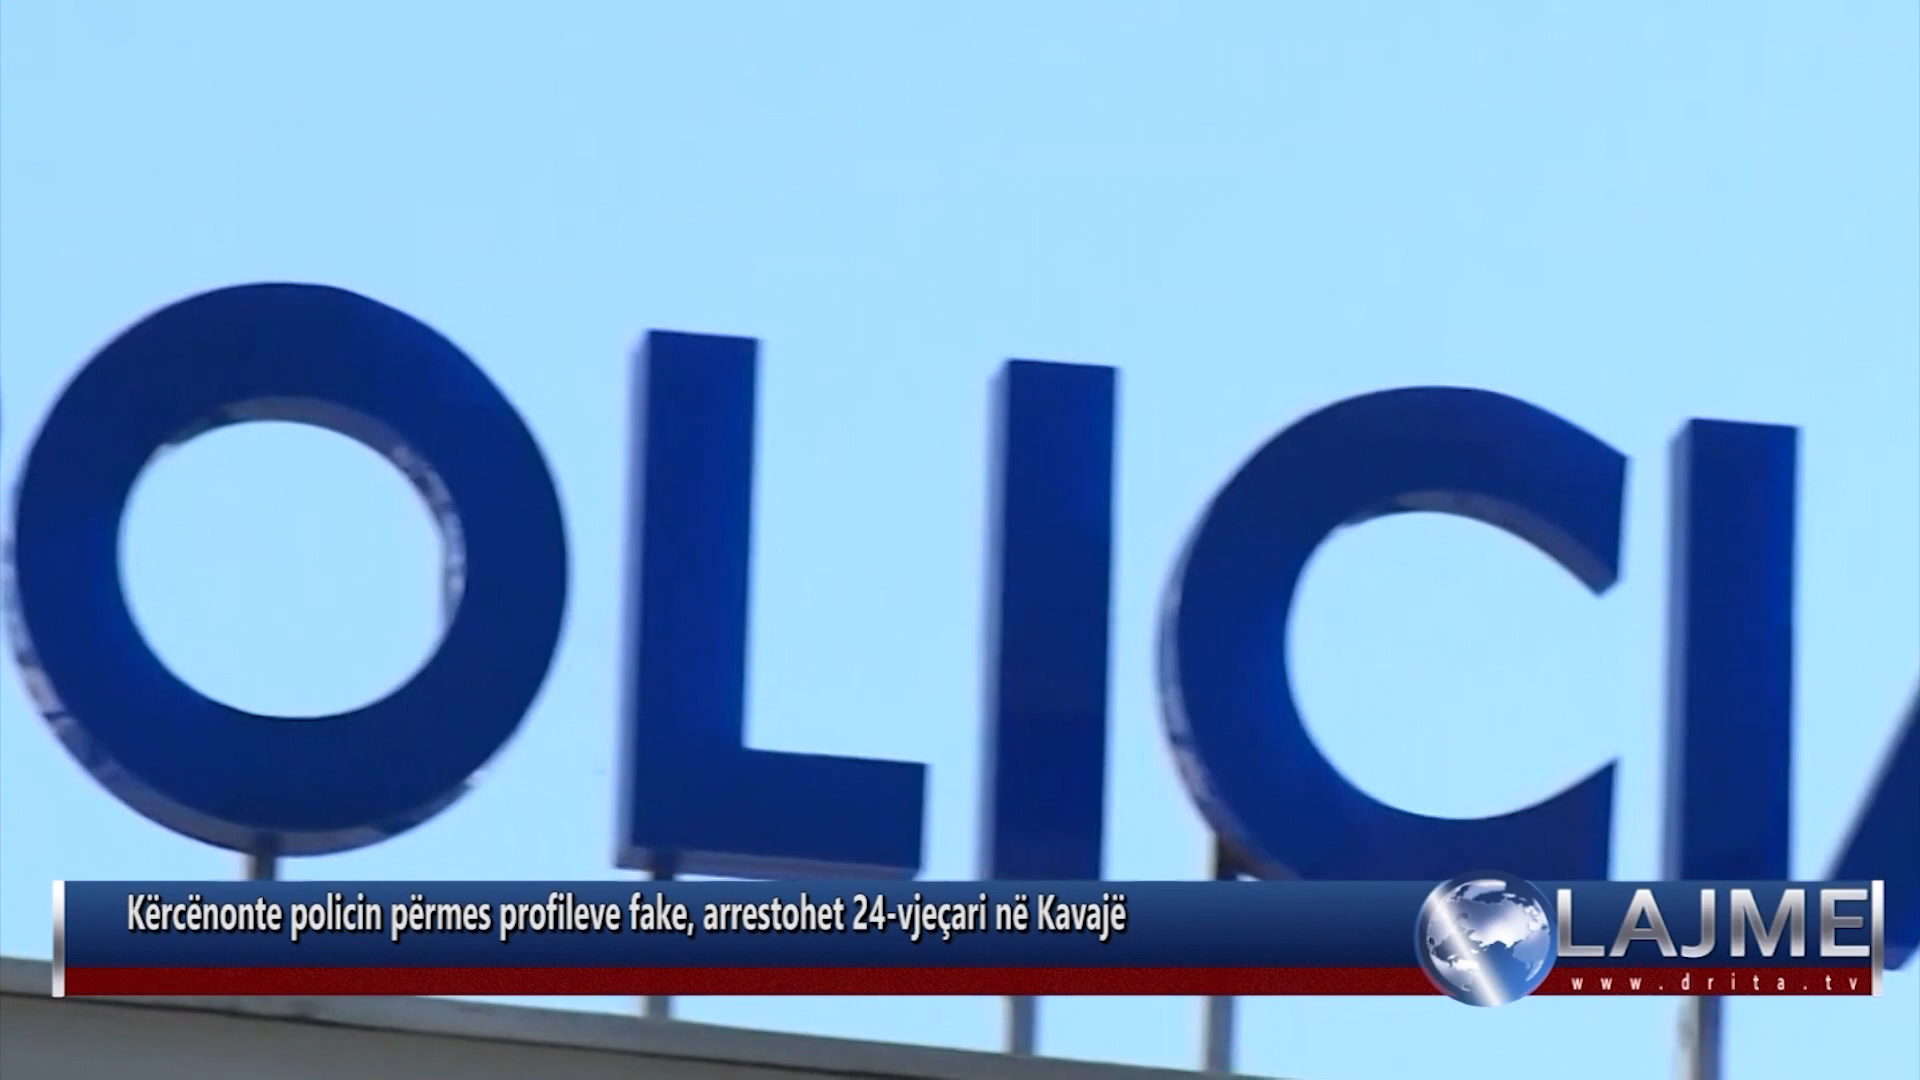 OLICI
Kërcënonte policin përmes profileve fake, arrestohet 24-vjeçari në Kavajë
LAJME
www.drita.tv